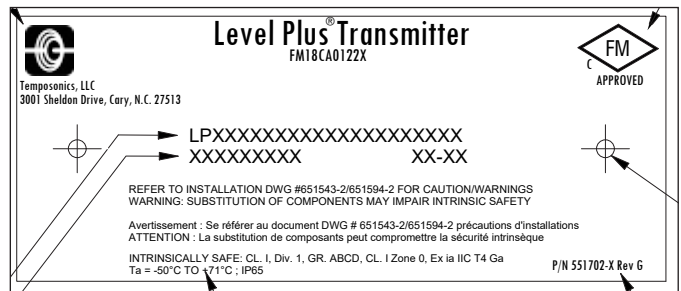 Level Plus® Transmitter
FM18CA0122X
FM
C
APPROVED
Temposonics, LLC
3001 Sheldon Drive, Cary, N.C. 27513
LPXXXXXXXXXXXXXXXXXXXX
XXXXXXXXX XX-XX
REFER TO INSTALLATION DWG #651543-2/651594-2 FOR CAUTION/WARNINGS
WARNING: SUBSTITUTION OF COMPONENTS MAY IMPAIR INTRINSIC SAFETY
Avertissement : Se référer au document DWG # 651543-2/651594-2 précautions d'installations
ATTENTION : La substitution de composants peut compromettre la sécurité intrinsèque
INTRINSICALLY SAFE: CL. I, Div. 1, GR. ABCD, CL. I Zone 0, Ex ia IIC T4 Ga
Ta = -50°C TO +71°C ; IP65
P/N 551702-X Rev G